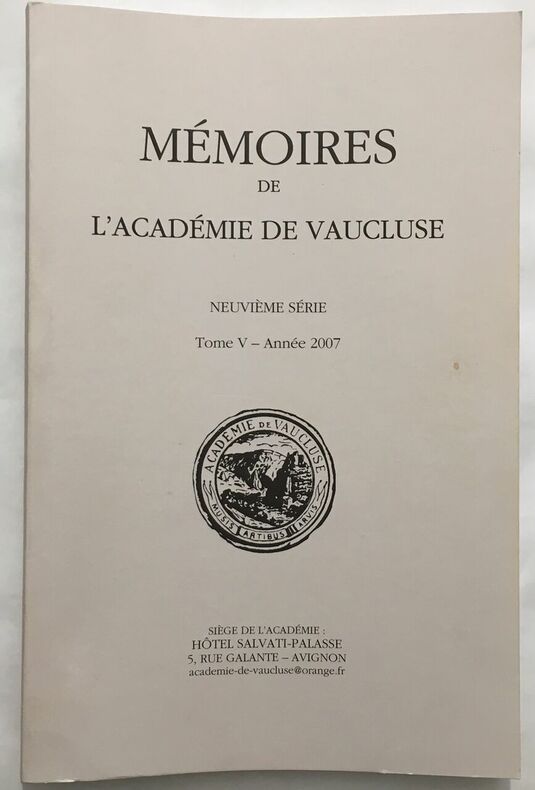 MÉMOIRES
DE
L'ACADÉMIE DE VAUCLUSE
NEUVIÈME SÉRIE
Tome V – Année 2007
ACADÉMIE DE VAUCLUSE
MUSIS ARTIBUS ARVIS
SIÈGE DE L'ACADÉMIE :
HÔTEL SALVATI-PALASSE
5, RUE GALANTE – AVIGNON
academie-de-vaucluse@orange.fr